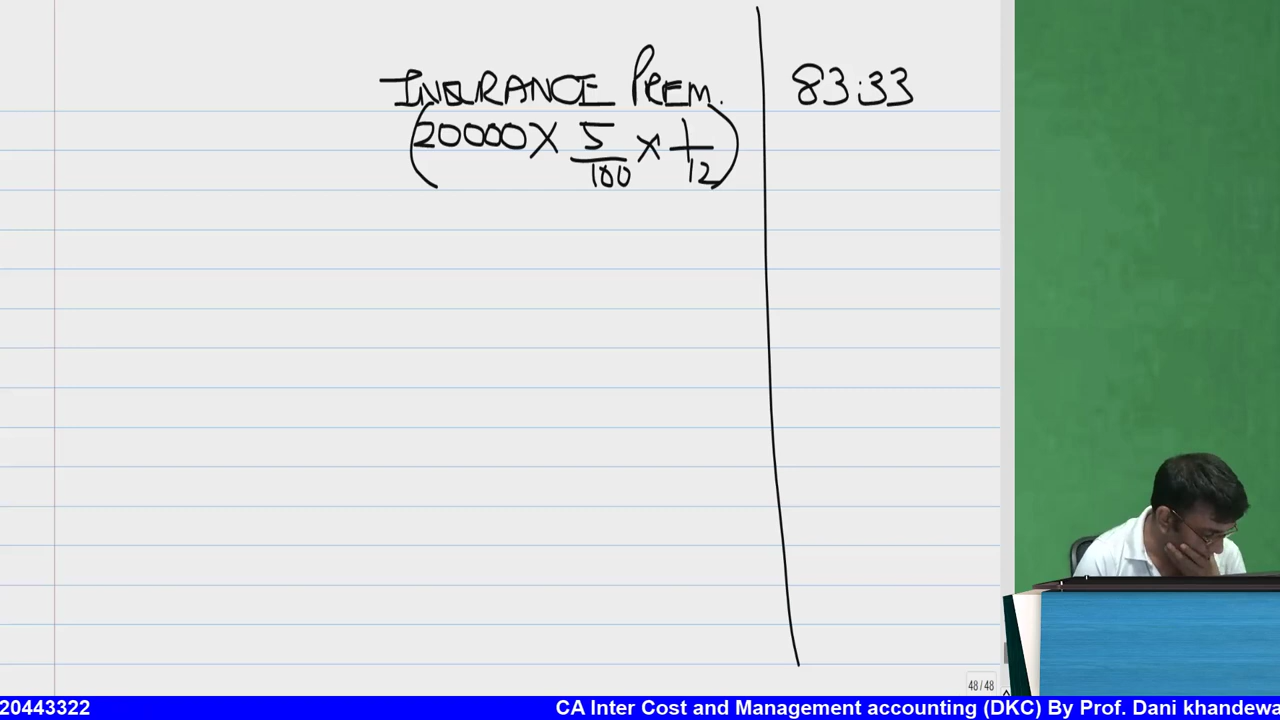 INSURANCE PREM. 83.33
(20000 X 5/100 X 1/12)
48/48
20443322 CA Inter Cost and Management accounting (DKC) By Prof. Dani khandewa